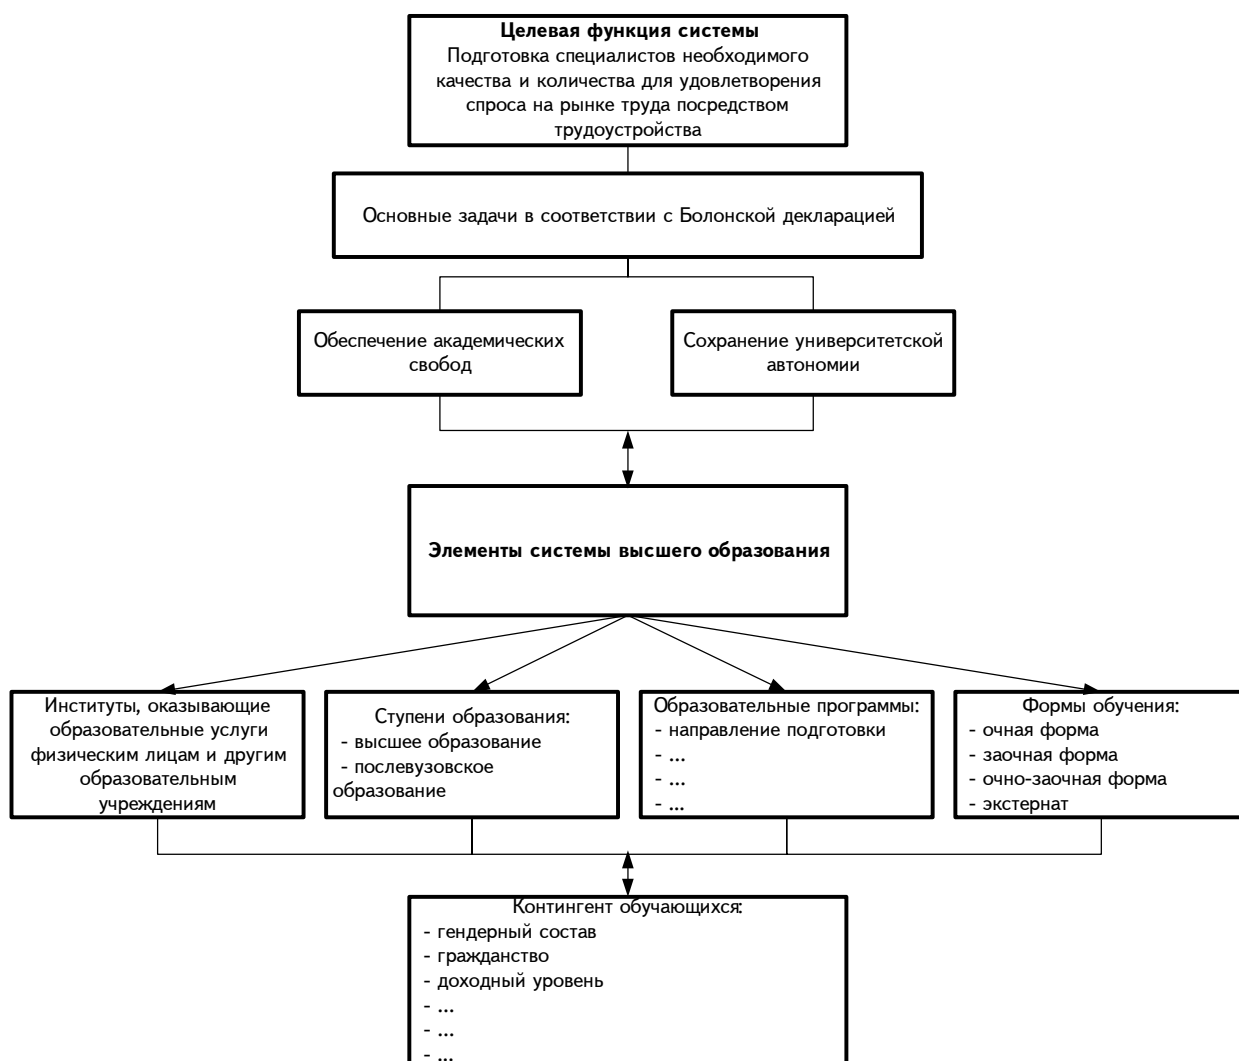 Целевая функция системы
Подготовка специалистов необходимого
качества и количества для удовлетворения
спроса на рынке труда посредством
трудоустройства
Основные задачи в соответствии с Болонской декларацией
Обеспечение академических
свобод
Сохранение университетской
автономии
Элементы системы высшего образования
Институты, оказывающие
образовательные услуги
физическим лицам и другим
образовательным
учреждениям
Ступени образования:
- высшее образование
- послевузовское
образование
Образовательные программы:
- направление подготовки
- ...
- ...
- ...
Формы обучения:
- очная форма
- заочная форма
- очно-заочная форма
- экстернат
Контингент обучающихся:
- гендерный состав
- гражданство
- доходный уровень
- ...
- ...
- ...